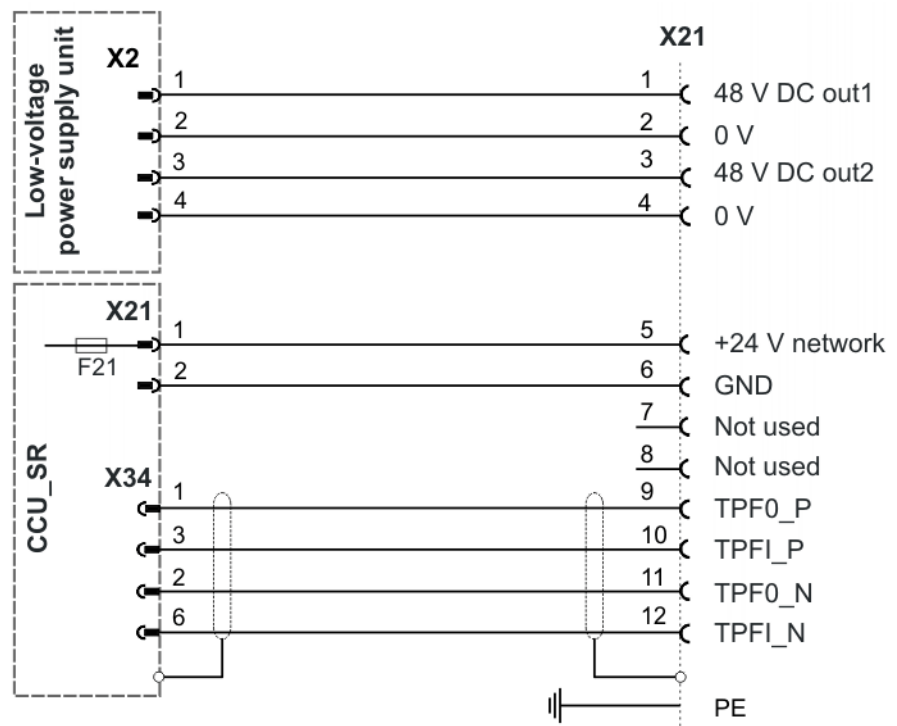 Low-voltage
power supply unit
X2
X21
1 1 48 V DC out1
2 2 0 V
3 3 48 V DC out2
4 4 0 V
CCU_SR
X21
F21
1 5 +24 V network
2 6 GND
7 Not used
8 Not used
X34
1 9 TPF0_P
3 10 TPFI_P
2 11 TPF0_N
6 12 TPFI_N
PE